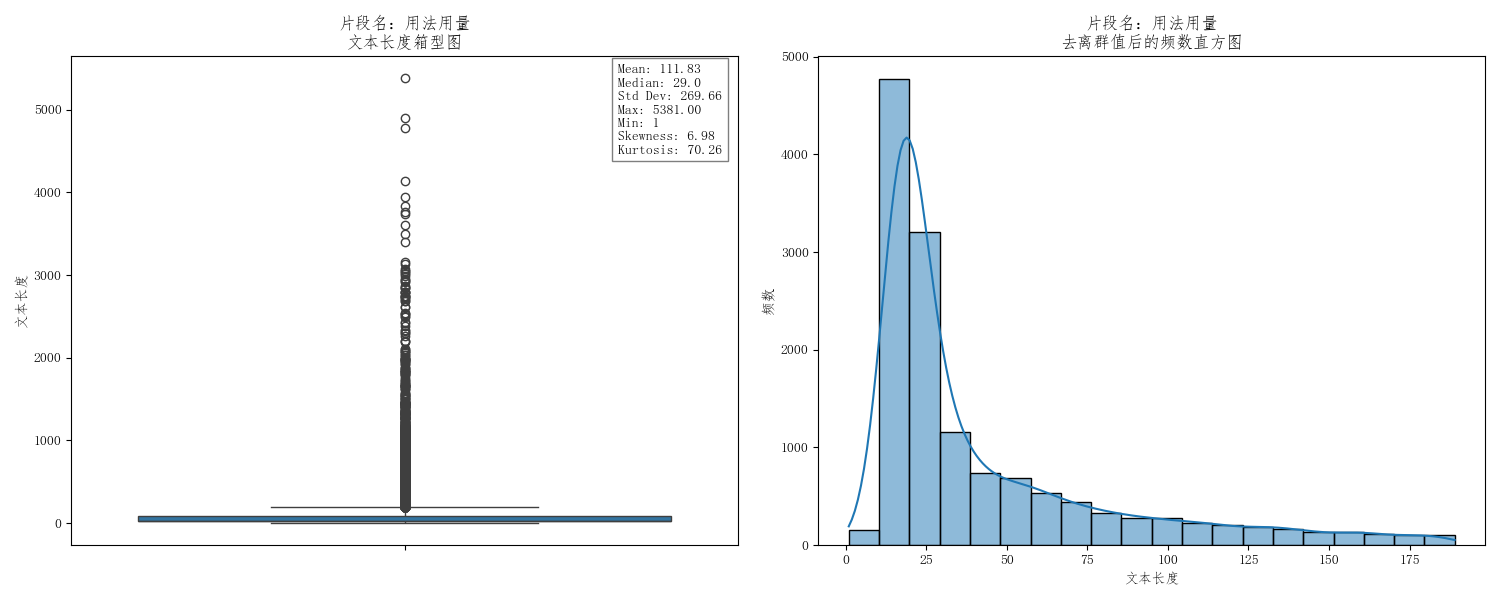 片段名：用法用量
文本长度箱型图
Mean: 111.83
Median: 29.0
Std Dev: 269.66
Max: 5381.00
Min: 1
Skewness: 6.98
Kurtosis: 70.26
5000
4000
3000
2000
1000
0
文本长度
片段名：用法用量
去离群值后的频数直方图
5000
4000
3000
2000
1000
0
频数
0 25 50 75 100 125 150 175
文本长度